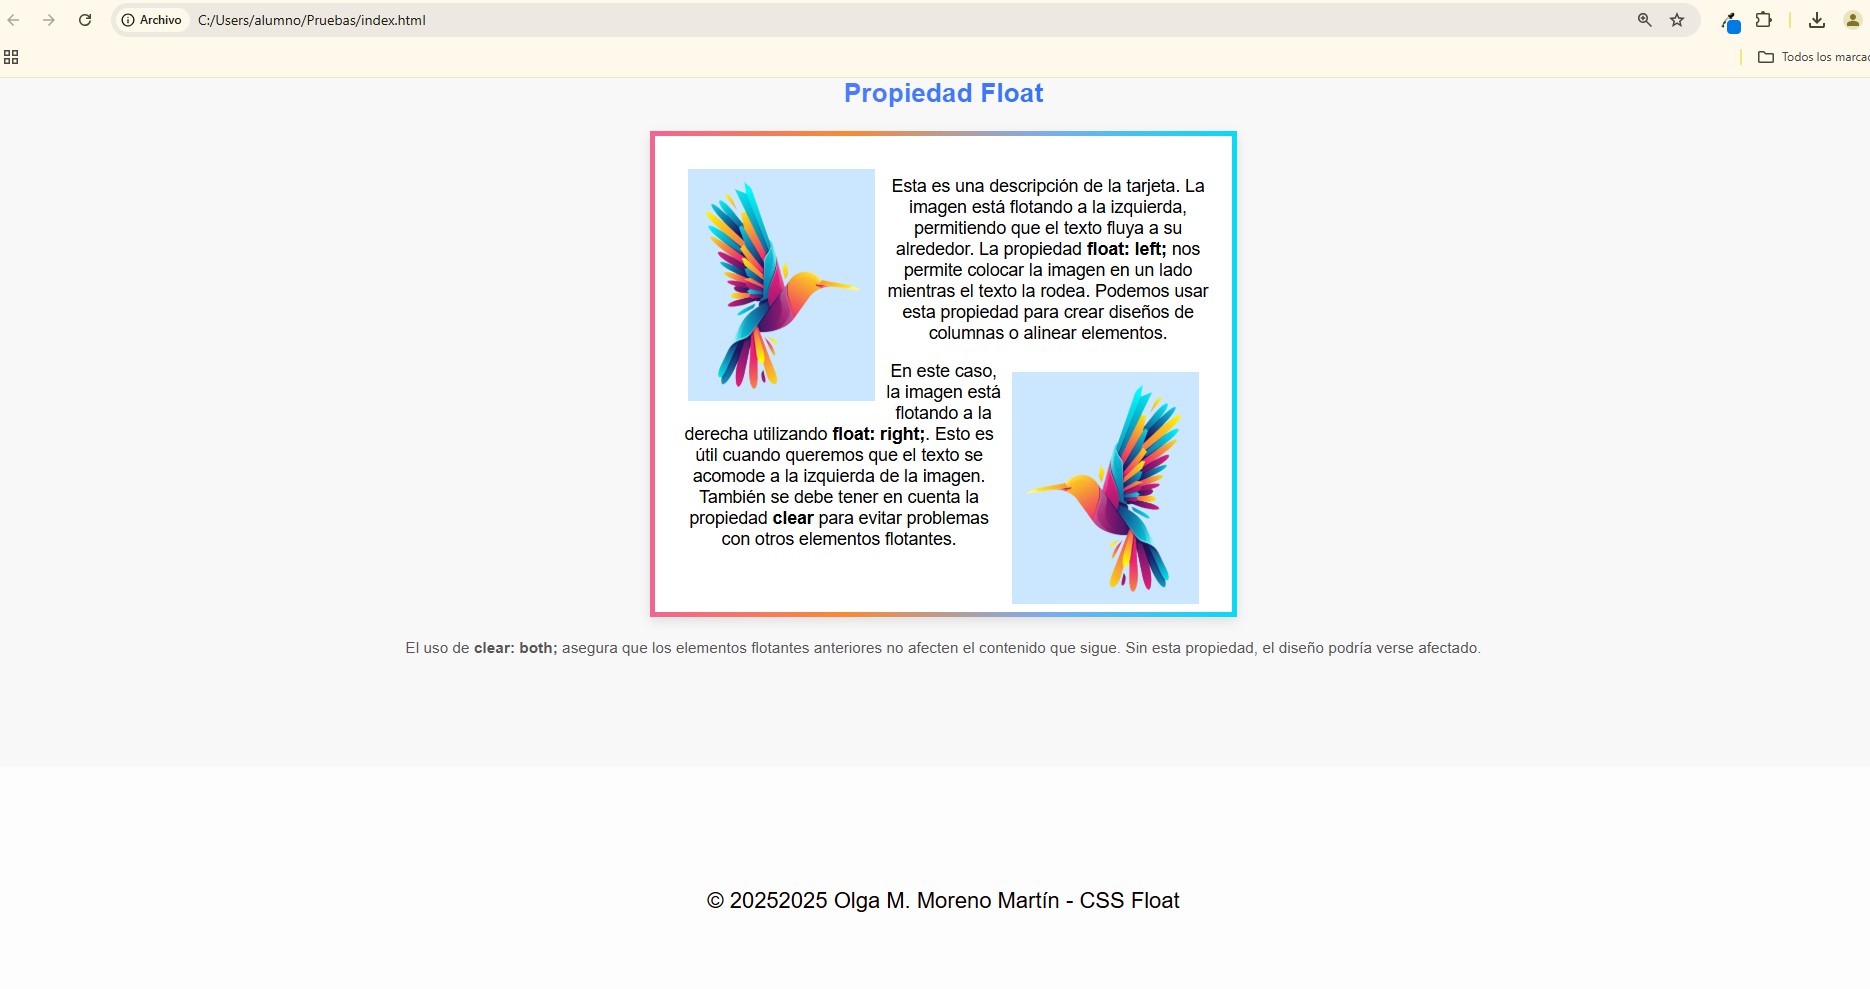 Archivo
C:/Users/alumno/Pruebas/index.html
Todos los marcad
Propiedad Float
Esta es una descripción de la tarjeta. La
imagen está flotando a la izquierda,
permitiendo que el texto fluya a su
alrededor. La propiedad float: left; nos
permite colocar la imagen en un lado
mientras el texto la rodea. Podemos usar
esta propiedad para crear diseños de
columnas o alinear elementos.
En este caso,
la imagen está
flotando a la
derecha utilizando float: right;. Esto es
útil cuando queremos que el texto se
acomode a la izquierda de la imagen.
También se debe tener en cuenta la
propiedad clear para evitar problemas
con otros elementos flotantes.
El uso de clear: both; asegura que los elementos flotantes anteriores no afecten el contenido que sigue. Sin esta propiedad, el diseño podría verse afectado.
© 20252025 Olga M. Moreno Martín - CSS Float